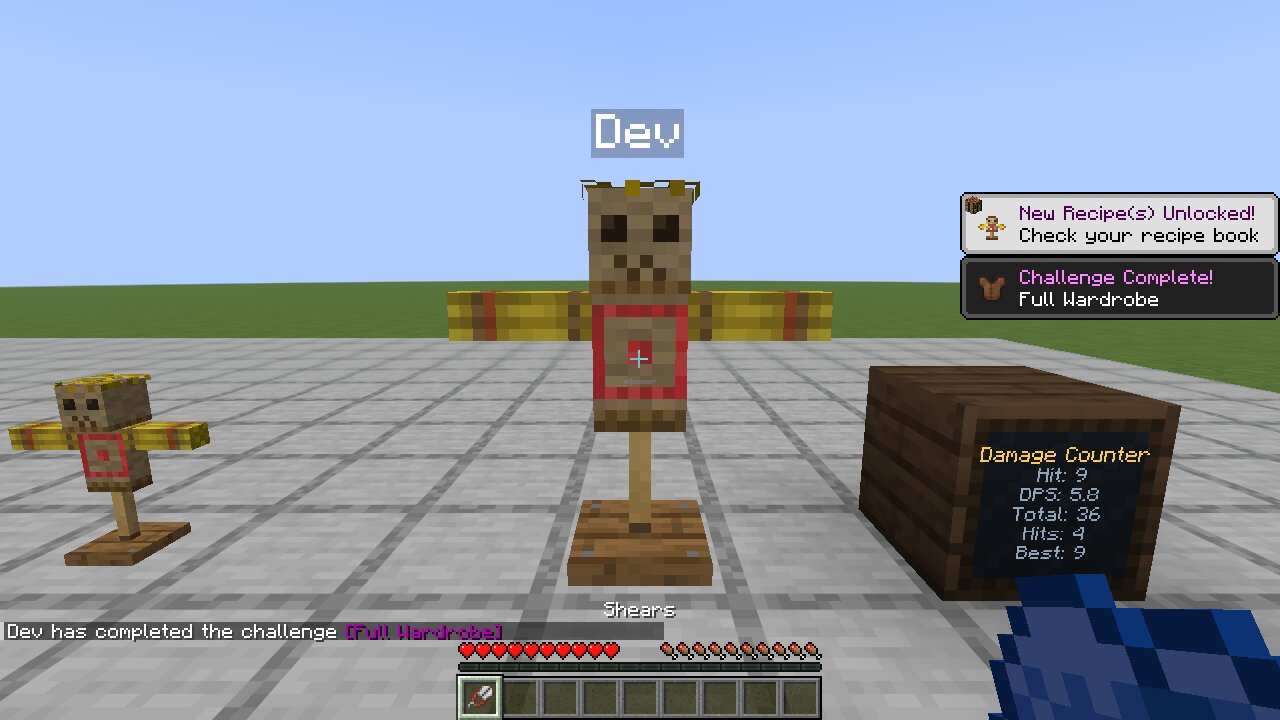 Dev
New Recipe(s) Unlocked!
Check your recipe book
Challenge Complete!
Full Wardrobe
Damage Counter
Hit: 9
DPS: 5.8
Total: 36
Hits: 4
Best: 9
Shears
Dev has completed the challenge [Full Wardrobe]